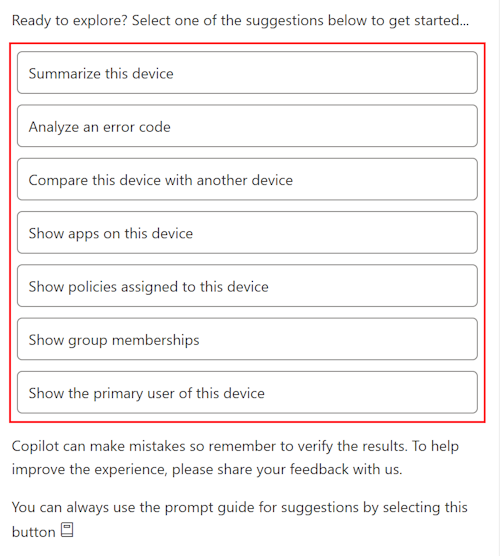 Ready to explore? Select one of the suggestions below to get started...
Summarize this device
Analyze an error code
Compare this device with another device
Show apps on this device
Show policies assigned to this device
Show group memberships
Show the primary user of this device
Copilot can make mistakes so remember to verify the results. To help
improve the experience, please share your feedback with us.
You can always use the prompt guide for suggestions by selecting this
button